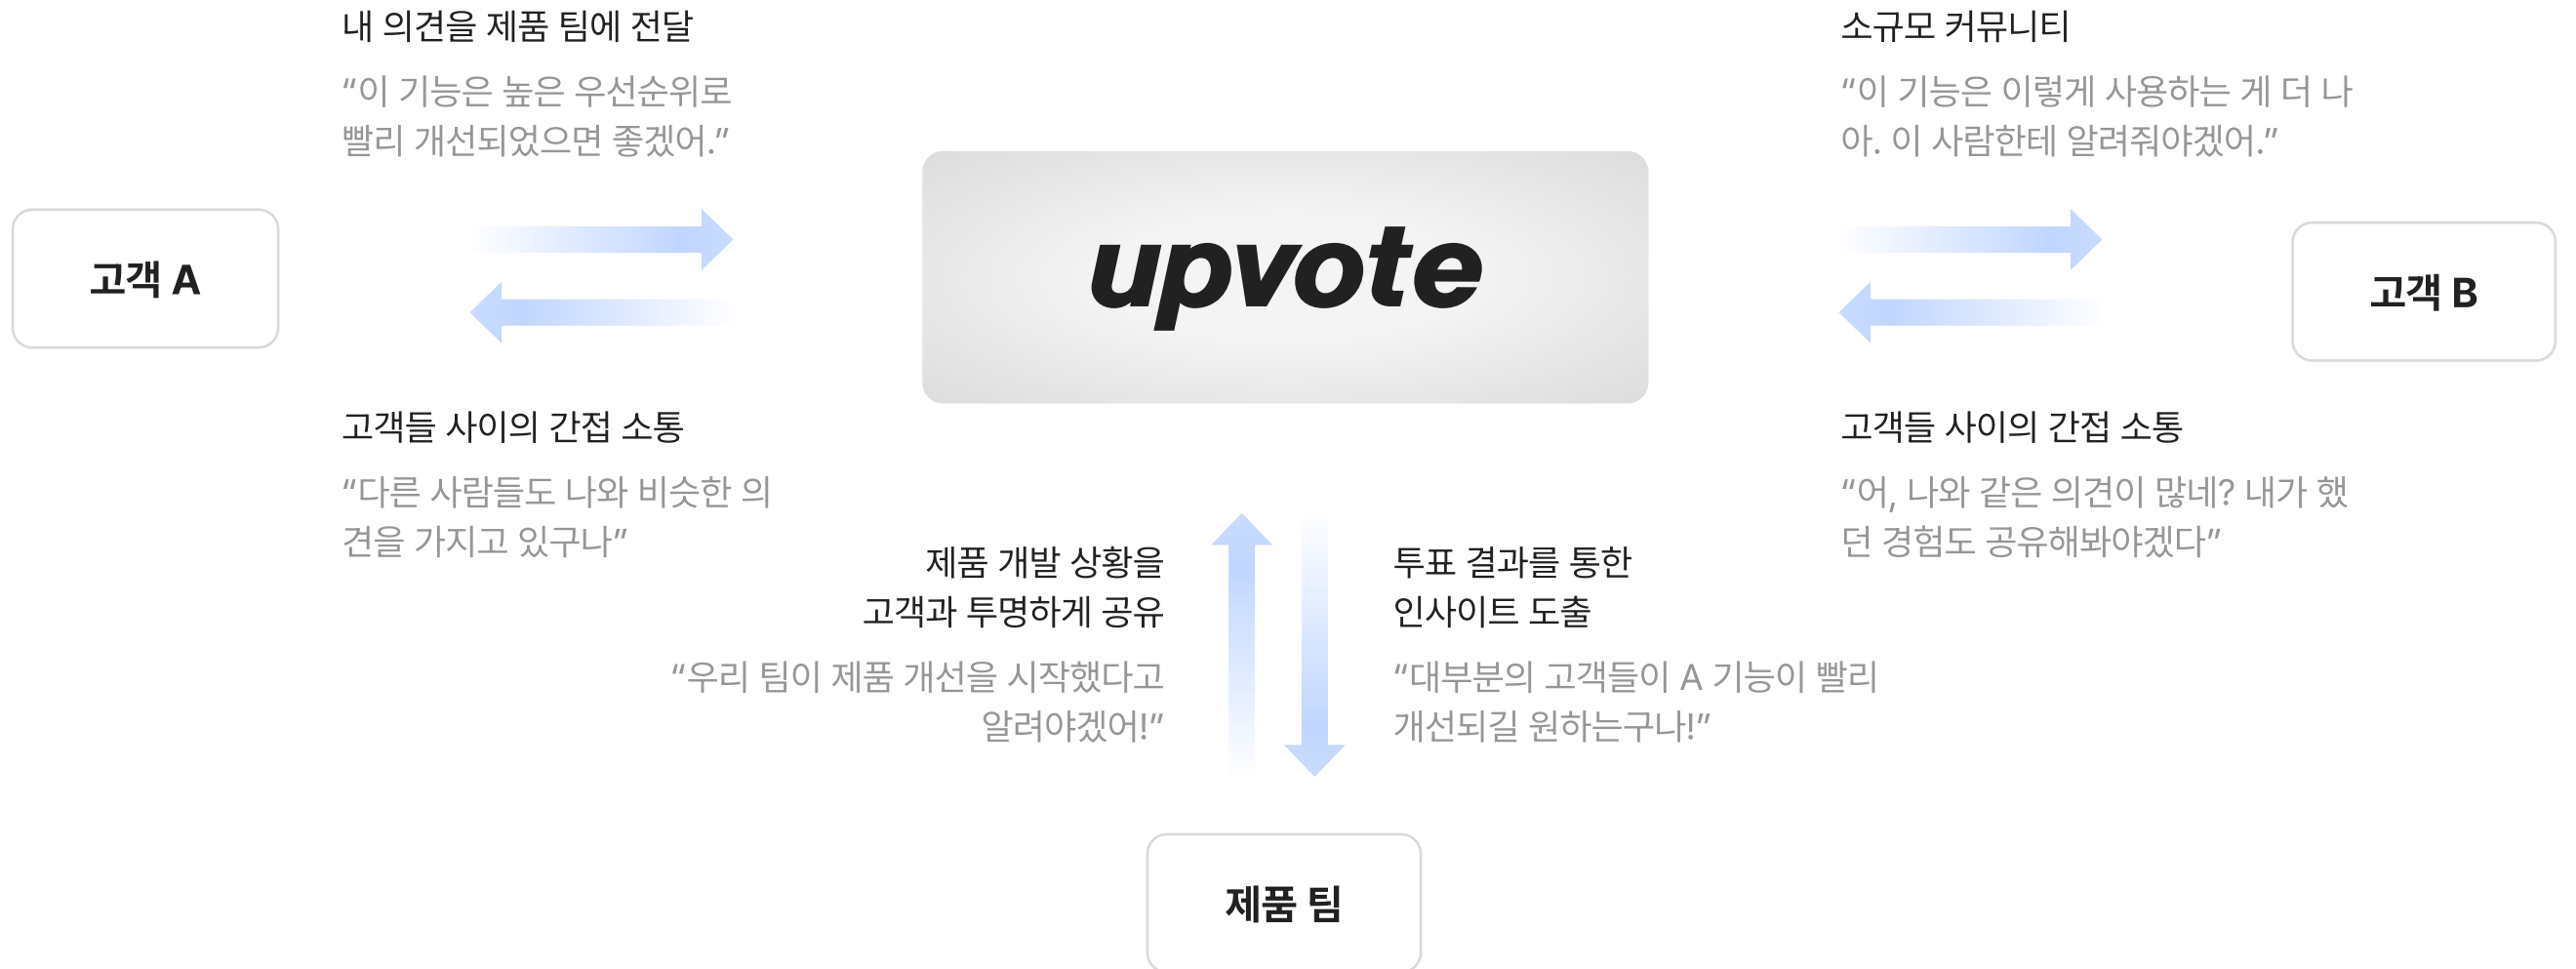 내 의견을 제품 팀에 전달
“이 기능은 높은 우선순위로
빨리 개선되었으면 좋겠어.”
고객 A
고객들 사이의 간접 소통
“다른 사람들도 나와 비슷한 의
견을 가지고 있구나”
upvote
소규모 커뮤니티
“이 기능은 이렇게 사용하는 게 더 나
아. 이 사람한테 알려줘야겠어.”
고객 B
고객들 사이의 간접 소통
“어, 나와 같은 의견이 많네? 내가 했
던 경험도 공유해봐야겠다”
제품 개발 상황을
고객과 투명하게 공유
“우리 팀이 제품 개선을 시작했다고
알려야겠어!”
투표 결과를 통한
인사이트 도출
“대부분의 고객들이 A 기능이 빨리
개선되길 원하는구나!”
제품 팀